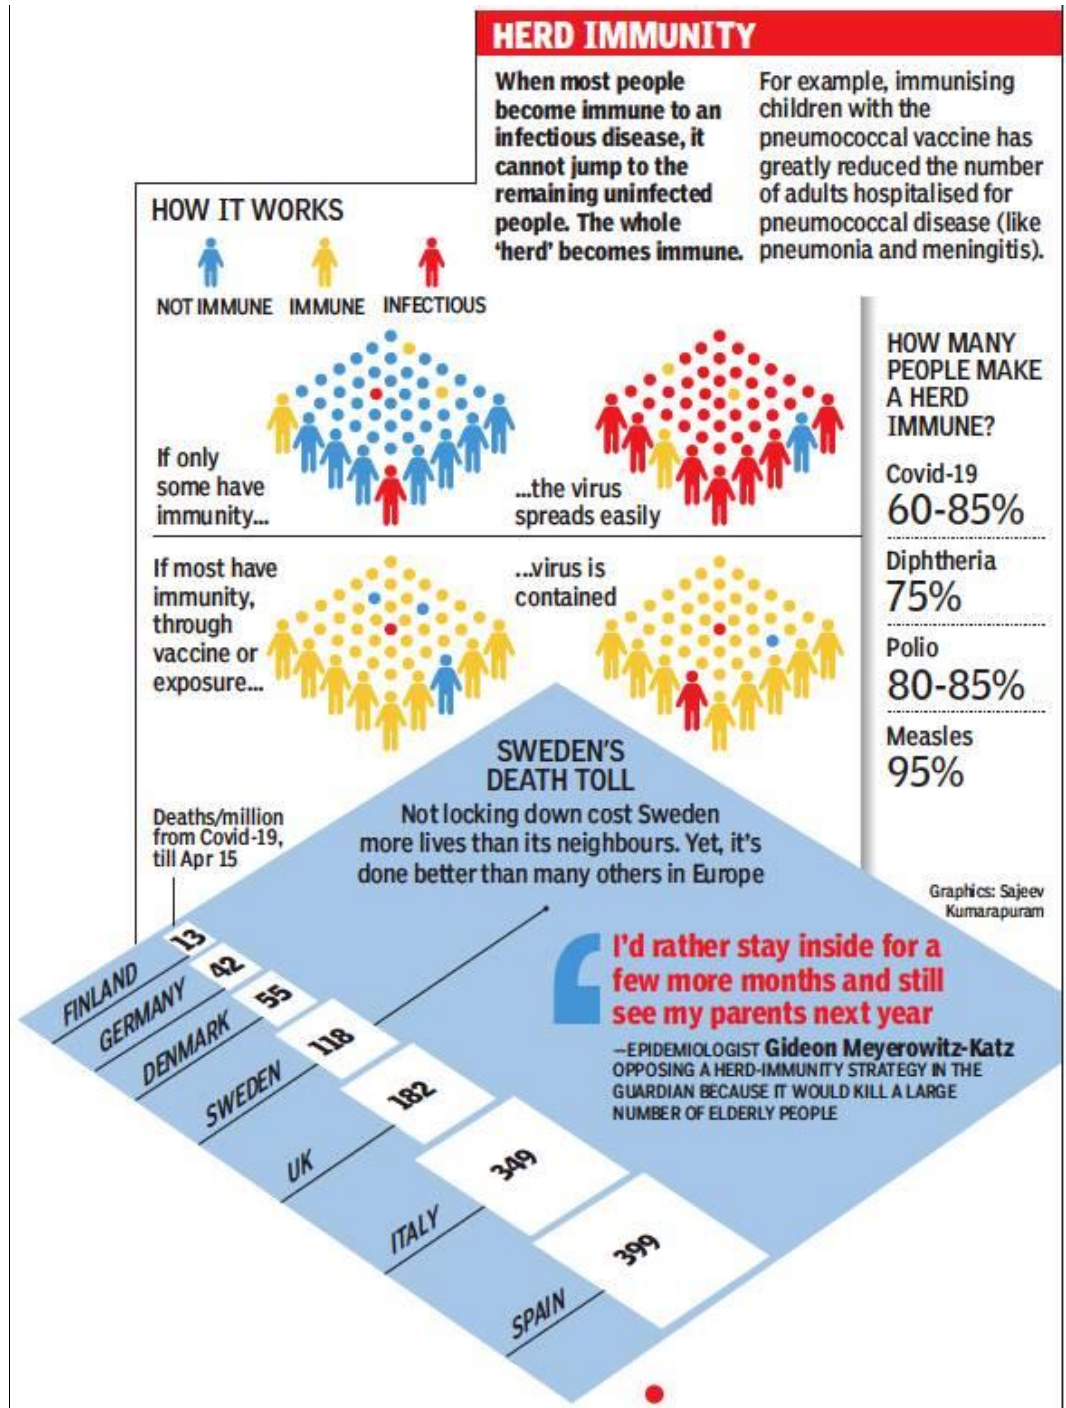 HERD IMMUNITY
When most people
become immune to an
infectious disease, it
cannot jump to the
remaining uninfected
people. The whole
‘herd’ becomes immune.
For example, immunising
children with the
pneumococcal vaccine has
greatly reduced the number
of adults hospitalised for
pneumococcal disease (like
pneumonia and meningitis).
HOW IT WORKS
NOT IMMUNE IMMUNE INFECTIOUS
If only
some have
immunity...
...the virus
spreads easily
If most have
immunity,
through
vaccine or
exposure...
...virus is
contained
HOW MANY
PEOPLE MAKE
A HERD
IMMUNE?
Covid-19
60-85%
Diphtheria
75%
Polio
80-85%
Measles
95%
Graphics: Sajeev
Kumarapuram
SWEDEN'S
DEATH TOLL
Not locking down cost Sweden
more lives than its neighbours. Yet, it's
done better than many others in Europe
Deaths/million
from Covid-19,
till Apr 15
FINLAND 13
GERMANY 42
DENMARK 55
SWEDEN 118
UK 182
ITALY 349
SPAIN 399
‘I'd rather stay inside for a
few more months and still
see my parents next year
—EPIDEMIOLOGIST Gideon Meyerowitz-Katz
OPPOSING A HERD-IMMUNITY STRATEGY IN THE
GUARDIAN BECAUSE IT WOULD KILL A LARGE
NUMBER OF ELDERLY PEOPLE